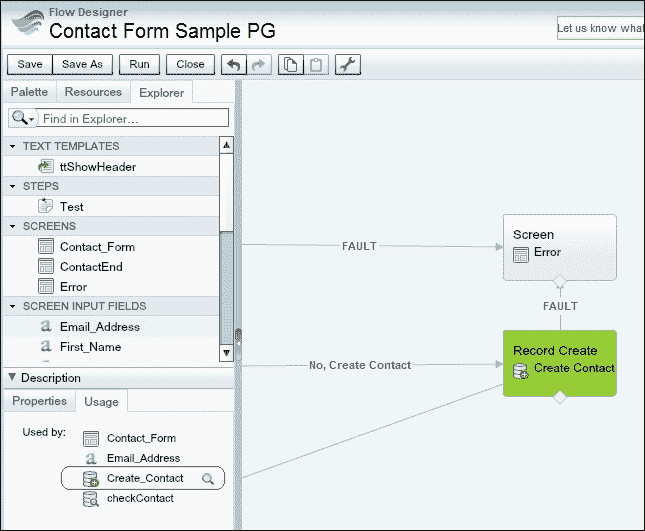 Flow Designer
Contact Form Sample PG
Let us know what
Save Save As Run Close
Palette Resources Explorer
Find in Explorer...
TEXT TEMPLATES
ttShowHeader
STEPS
Test
SCREENS
Contact_Form
ContactEnd
Error
SCREEN INPUT FIELDS
Email_Address
First_Name
Description
Properties Usage
Used by:
Contact_Form
Email_Address
Create_Contact
checkContact
FAULT
Screen
Error
FAULT
No, Create Contact
Record Create
Create Contact